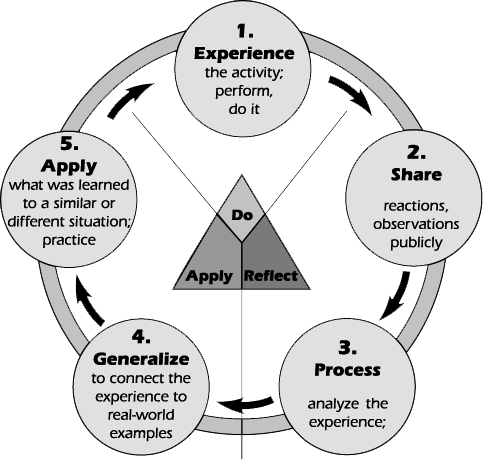 1.
Experience
the activity;
perform,
do it
2.
Share
reactions,
observations
publicly
3.
Process
analyze the
experience;
4.
Generalize
to connect the
experience to
real-world
examples
5.
Apply
what was learned
to a similar or
different situation;
practice
Do
Apply
Reflect